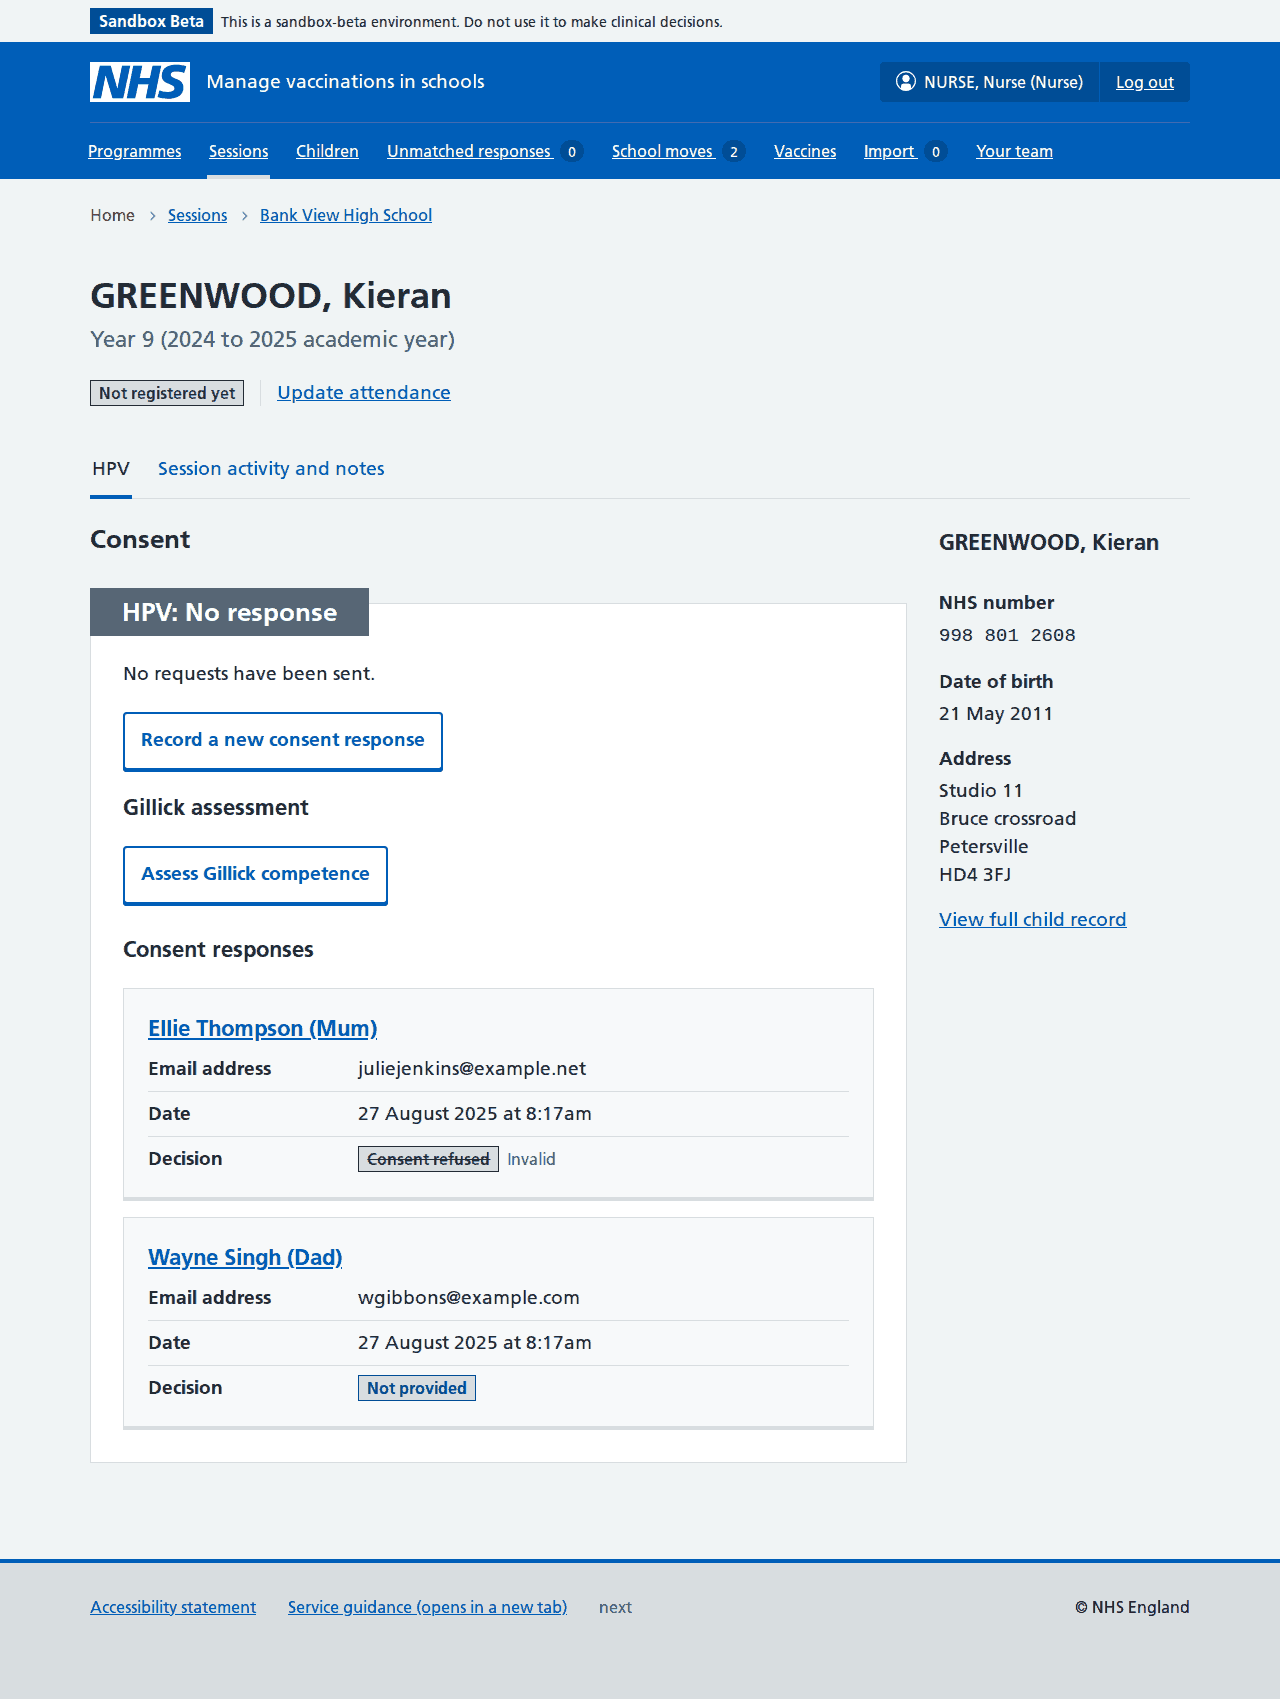 Sandbox Beta This is a sandbox-beta environment. Do not use it to make clinical decisions.
NHS Manage vaccinations in schools NURSE, Nurse (Nurse) Log out
Programmes Sessions Children Unmatched responses 0 School moves 2 Vaccines Import 0 Your team
Home Sessions Bank View High School
GREENWOOD, Kieran
Year 9 (2024 to 2025 academic year)
Not registered yet Update attendance
HPV Session activity and notes
Consent
HPV: No response
No requests have been sent.
Record a new consent response
Gillick assessment
Assess Gillick competence
Consent responses
Ellie Thompson (Mum)
Email address juliejenkins@example.net
Date 27 August 2025 at 8:17am
Decision Consent refused Invalid
Wayne Singh (Dad)
Email address wgibbons@example.com
Date 27 August 2025 at 8:17am
Decision Not provided
GREENWOOD, Kieran
NHS number
998 801 2608
Date of birth
21 May 2011
Address
Studio 11
Bruce crossroad
Petersville
HD4 3FJ
View full child record
Accessibility statement Service guidance (opens in a new tab) next © NHS England